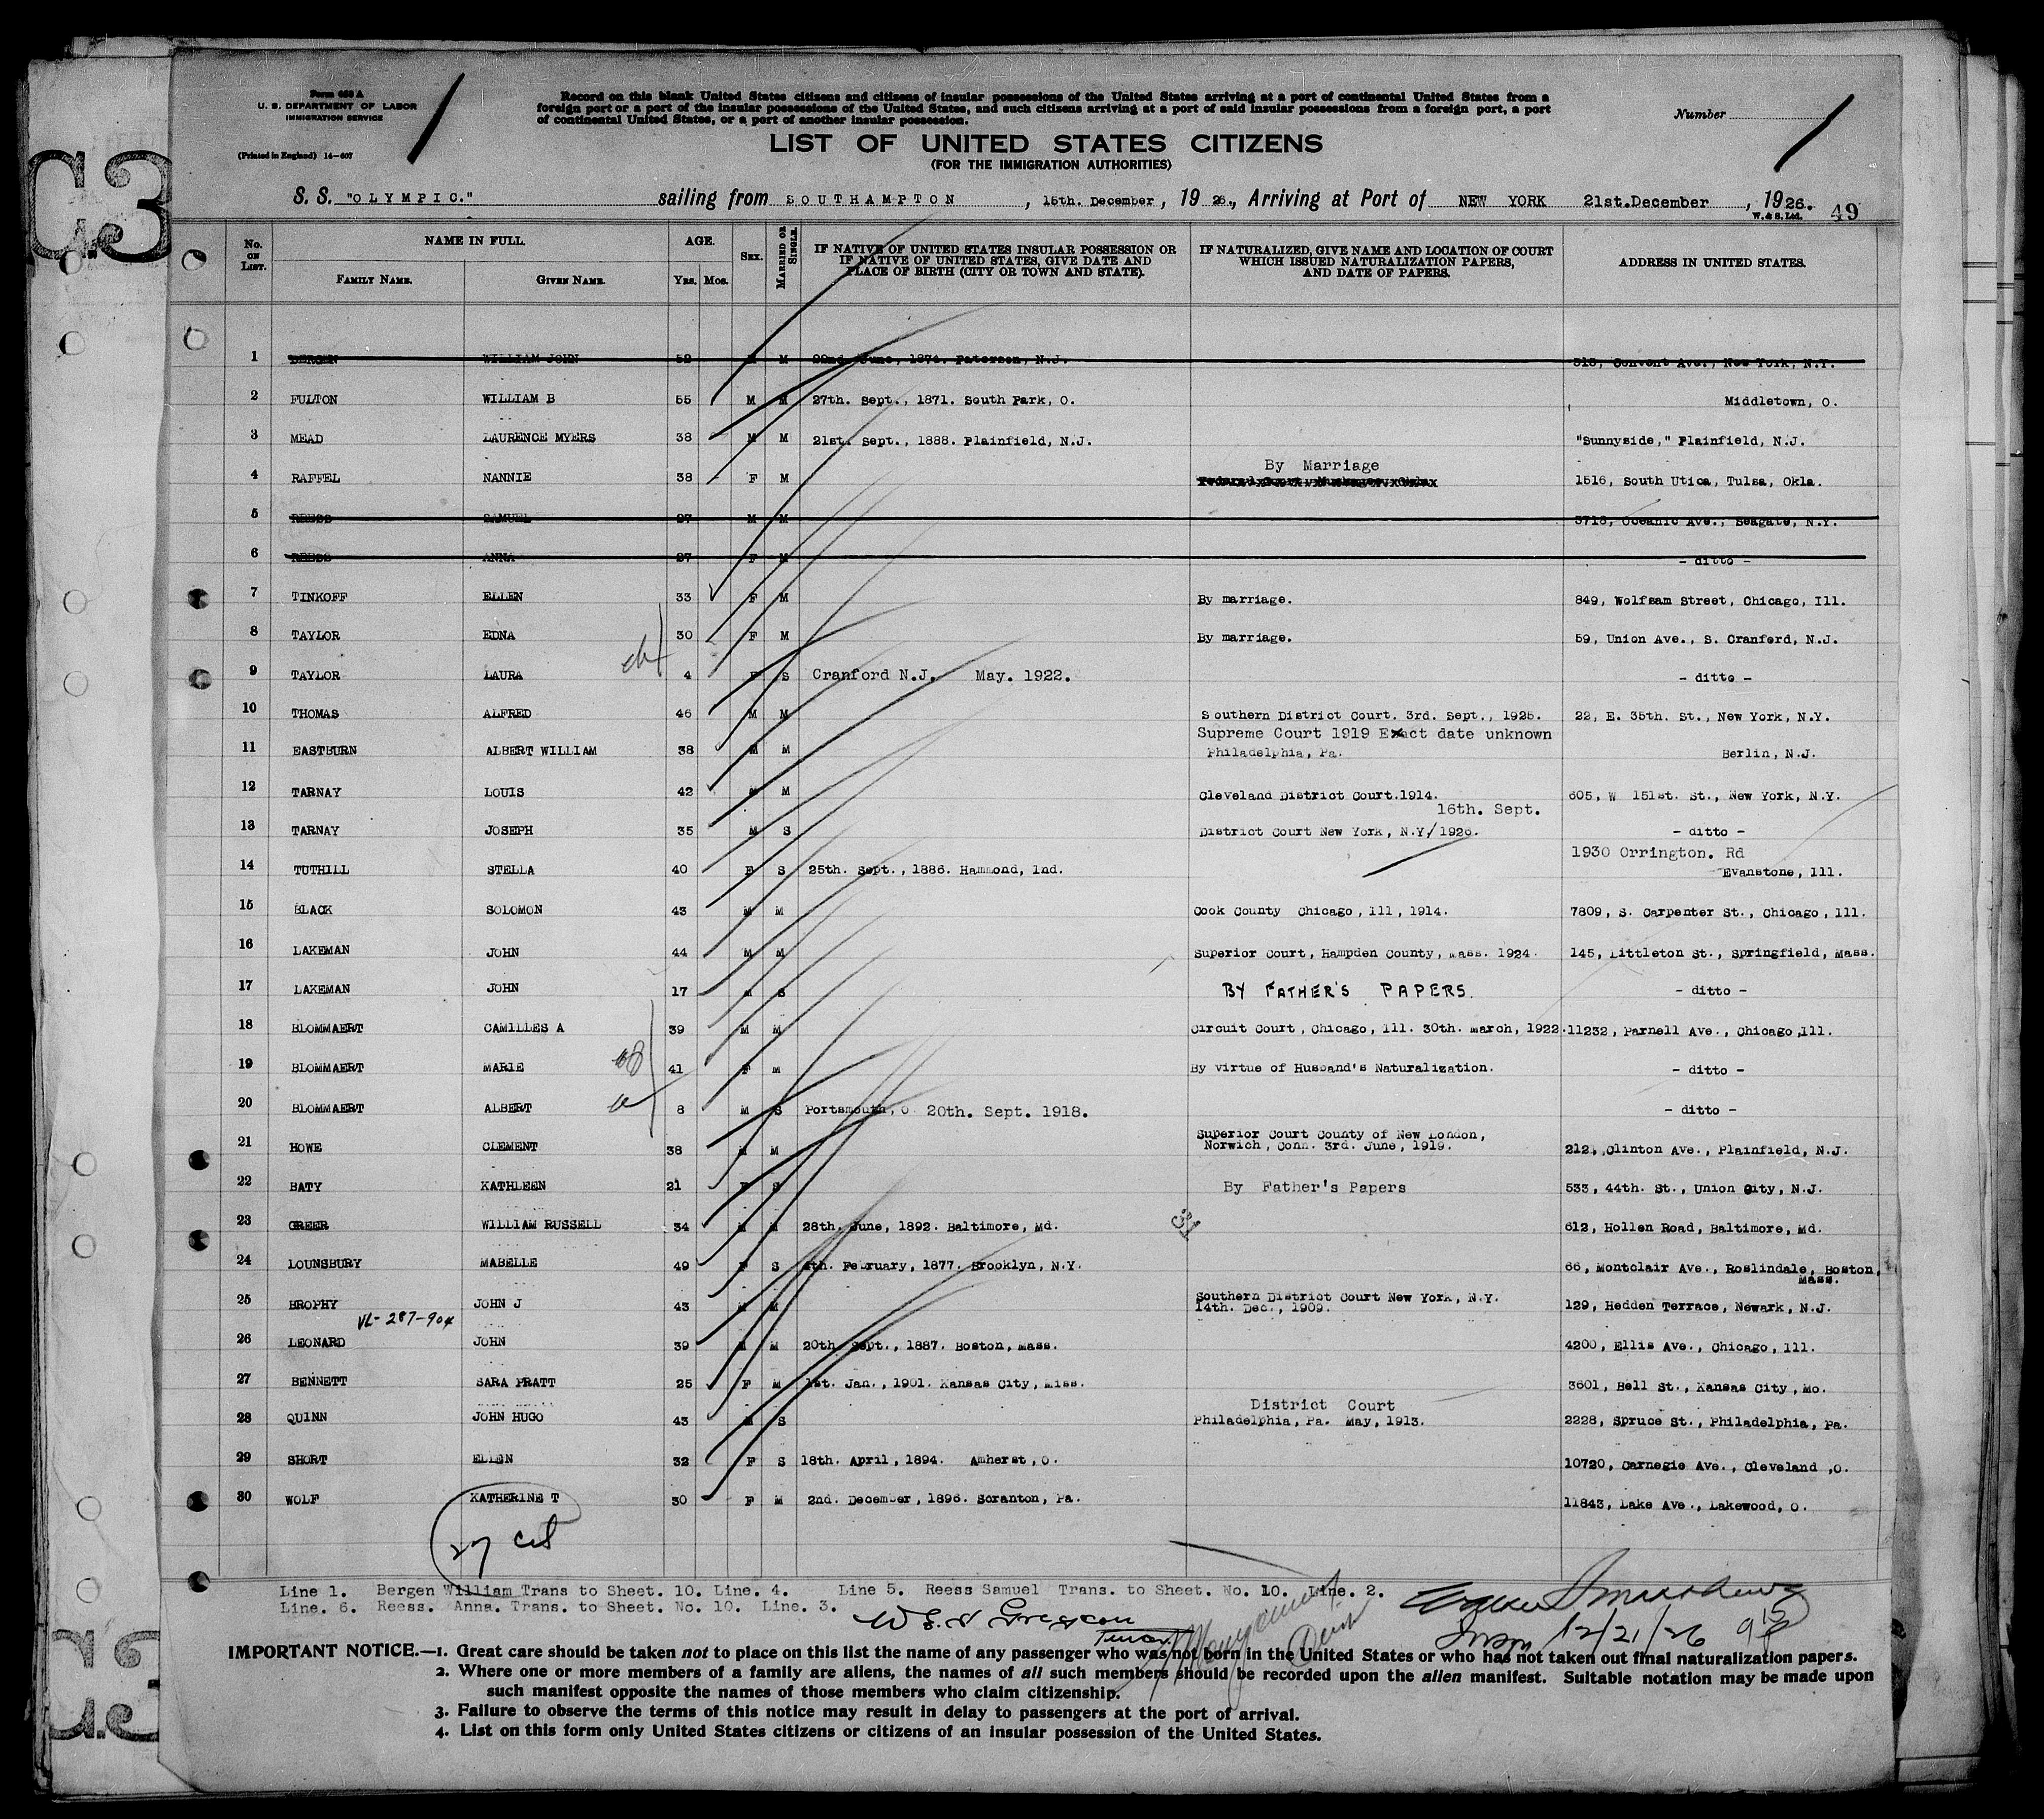 Form 630 A
U. S. DEPARTMENT OF LABOR
IMMIGRATION SERVICE
(Printed in England) 14-607
Record on this blank United States citizens and citizens of insular possessions of the United States arriving at a port of continental United States from a
foreign port or a port of the insular possessions of the United States, and such citizens arriving at a port of said insular possessions from a foreign port, a port
of continental United States, or a port of another insular possession.
Number
LIST OF UNITED STATES CITIZENS
(FOR THE IMMIGRATION AUTHORITIES)
S. S. "OLYMPIC." sailing from SOUTHAMPTON, 15th. December, 19 26., Arriving at Port of NEW YORK 21st. December, 1926.
W. & S. Ltd. 49
No. ON LIST. NAME IN FULL. AGE. SEX. MARRIED OR SINGLE. IF NATIVE OF UNITED STATES INSULAR POSSESSION OR IF NATIVE OF UNITED STATES, GIVE DATE AND PLACE OF BIRTH (CITY OR TOWN AND STATE). IF NATURALIZED, GIVE NAME AND LOCATION OF COURT WHICH ISSUED NATURALIZATION PAPERS, AND DATE OF PAPERS. ADDRESS IN UNITED STATES.
FAMILY NAME. GIVEN NAME. YRS. MOS.
1 BERGEN WILLIAM JOHN 52 M M 22nd. June, 1874. Paterson, N.J. 515, Convent Ave., New York, N.Y.
2 FULTON WILLIAM B 55 M M 27th. Sept., 1871. South Park, O. Middletown, O.
3 MEAD LAURENCE MYERS 38 M M 21st. Sept., 1888. Plainfield, N.J. "Sunnyside," Plainfield, N.J.
By Marriage
4 RAFFEL NANNIE 38 F M 1516, South Utica, Tulsa, Okla.
5 REESS SAMUEL 27 M M 3718, Oceanic Ave., Seagate, N.Y.
6 REESS ANNA 27 F M - ditto -
7 TINKOFF ELLEN 33 F M By marriage. 849, Wolfsam Street, Chicago, Ill.
8 TAYLOR EDNA 30 F M By marriage. 59, Union Ave., S. Cranford, N.J.
9 TAYLOR LAURA 4 F S Cranford N.J. May. 1922. - ditto -
10 THOMAS ALFRED 46 M M Southern District Court. 3rd. Sept., 1925. 22, E. 35th. St., New York, N.Y.
Supreme Court 1919 Exact date unknown
11 EASTBURN ALBERT WILLIAM 38 M M Philadelphia, Pa. Berlin, N.J.
12 TARNAY LOUIS 42 M M Cleveland District Court.1914. 605, W 151st. St., New York, N.Y.
16th. Sept.
13 TARNAY JOSEPH 35 M S District Court New York, N.Y./1926. - ditto -
1930 Orrington. Rd
14 TUTHILL STELLA 40 F S 25th. Sept., 1886. Hammond, Ind. Evanstone, Ill.
15 BLACK SOLOMON 43 M M Cook County Chicago, Ill, 1914. 7809, S. Carpenter St., Chicago, Ill.
16 LAKEMAN JOHN 44 M M Superior Court, Hampden County, Mass. 1924. 145, Littleton St., Springfield, Mass.
17 LAKEMAN JOHN 17 M S BY FATHER'S PAPERS. - ditto -
18 BLOMMAERT CAMILLES A 39 M M Circuit Court, Chicago, Ill. 30th. March, 1922. 11232, Parnell Ave., Chicago, Ill.
19 BLOMMAERT MARIE 41 F M By virtue of Husband's Naturalization. - ditto -
20 BLOMMAERT ALBERT 8 M S Portsmouth, O 20th. Sept. 1918. - ditto -
Superior Court County of New London,
21 HOWE CLEMENT 38 M M Norwich, Conn. 3rd. June, 1919. 212, Clinton Ave., Plainfield, N.J.
22 BATY KATHLEEN 21 F S By Father's Papers 533, 44th. St., Union City, N.J.
23 GREER WILLIAM RUSSELL 34 M M 28th. June, 1892. Baltimore, Md. 612, Hollen Road, Baltimore, Md.
24 LOUNSBURY MABELLE 49 F S 4th. February, 1877. Brooklyn, N.Y. 66, Montclair Ave., Roslindale, Boston,
Mass.
Southern District Court New York, N.Y.
25 BROPHY JOHN J 43 M M 14th. Dec., 1909. 129, Hedden Terrace, Newark, N.J.
VL-287-904
26 LEONARD JOHN 39 M M 20th. Sept., 1887. Boston, Mass. 4200, Ellis Ave., Chicago, Ill.
27 BENNETT SARA PRATT 25 F M 1st. Jan., 1901. Kansas City, Miss. 3601, Bell St., Kansas City, Mo.
District Court
28 QUINN JOHN HUGO 43 M S Philadelphia, Pa. May, 1913. 2228, Spruce St., Philadelphia, Pa.
29 SHORT ELLEN 32 F S 18th. April, 1894. Amherst, O. 10720, Carnegie Ave., Cleveland, O.
30 WOLF KATHERINE T 30 F M 2nd. December, 1896. Scranton, Pa. 11843, Lake Ave., Lakewood, O.
27 Cit
Line 1. Bergen William Trans to Sheet. 10. Line. 4. Line 5. Reess Samuel Trans. to Sheet. No. 10. Line. 2.
Line. 6. Reess. Anna. Trans. to Sheet. No. 10. Line. 3.
12/21/26
IMPORTANT NOTICE.—1. Great care should be taken not to place on this list the name of any passenger who was not born in the United States or who has not taken out final naturalization papers.
2. Where one or more members of a family are aliens, the names of all such members should be recorded upon the alien manifest. Suitable notation may be made upon
such manifest opposite the names of those members who claim citizenship.
3. Failure to observe the terms of this notice may result in delay to passengers at the port of arrival.
4. List on this form only United States citizens or citizens of an insular possession of the United States.